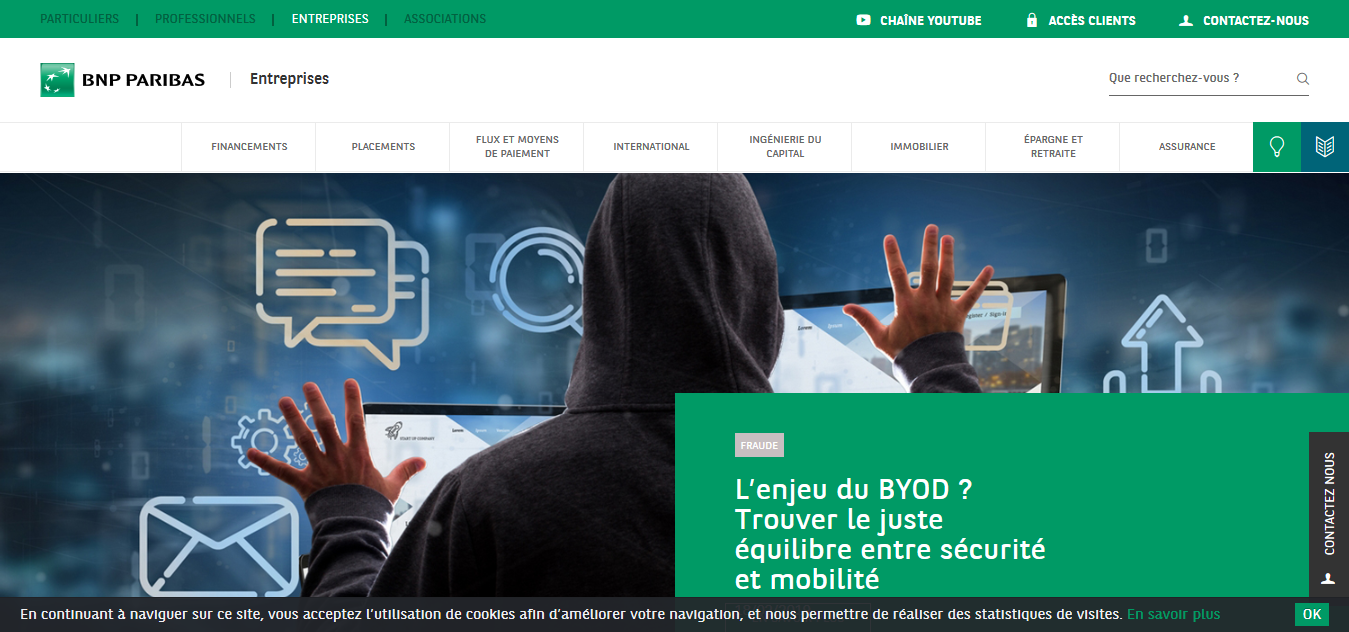 PARTICULIERS | PROFESSIONNELS | ENTREPRISES | ASSOCIATIONS
CHAÎNE YOUTUBE ACCÈS CLIENTS CONTACTEZ-NOUS
BNP PARIBAS | Entreprises
Que recherchez-vous ?
FINANCEMENTS
PLACEMENTS
FLUX ET MOYENS
DE PAIEMENT
INTERNATIONAL
INGÉNIERIE DU
CAPITAL
IMMOBILIER
ÉPARGNE ET
RETRAITE
ASSURANCE
FRAUDE
L'enjeu du BYOD ?
Trouver le juste
équilibre entre sécurité
et mobilité
CONTACTEZ NOUS
En continuant à naviguer sur ce site, vous acceptez l'utilisation de cookies afin d'améliorer votre navigation, et nous permettre de réaliser des statistiques de visites. En savoir plus
OK